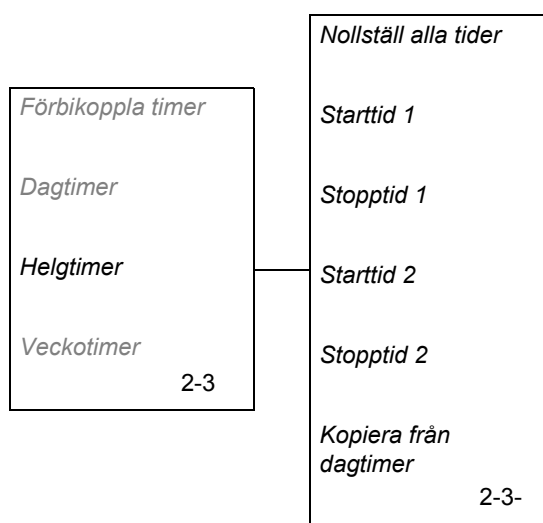 Förbikoppla timer
Dagtimer
Helgtimer
Veckotimer
2-3
Nollställ alla tider
Starttid 1
Stopptid 1
Starttid 2
Stopptid 2
Kopiera från
dagtimer
2-3-